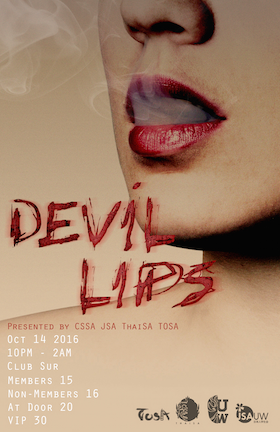 DEVIL
LIPS
Presented by CSSA JSA ThaiSA TOSA
Oct 14 2016
10PM - 2AM
Club Sur
Members 15
Non-Members 16
At Door 20
VIP 30
TOSA
JSAUW